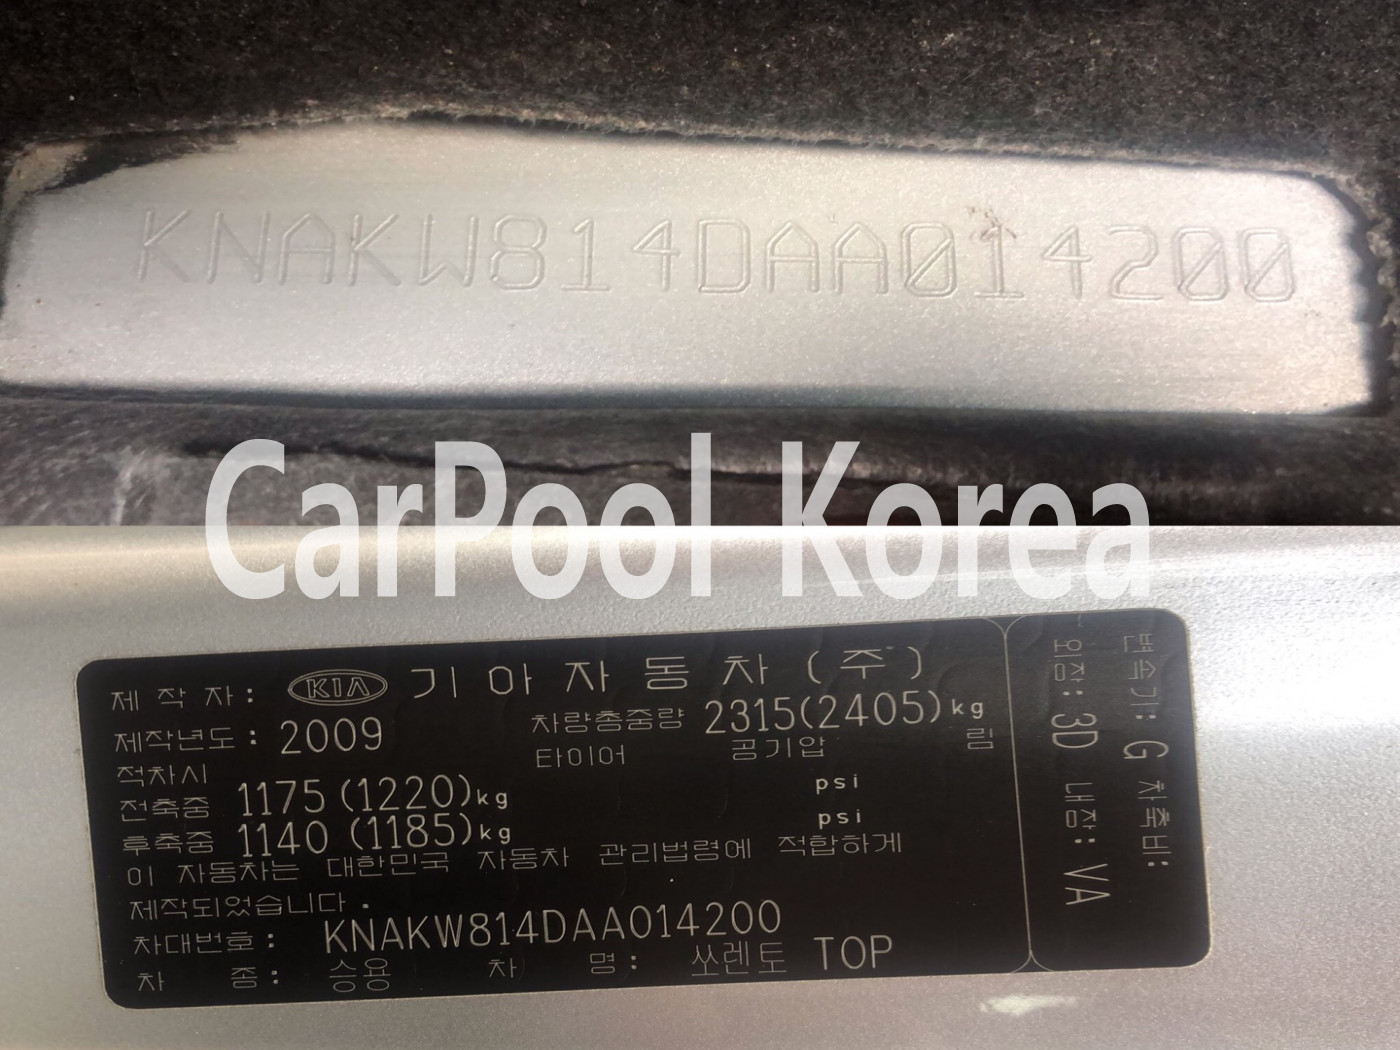 KNAKW814DAA014200
CarPool Korea
제 작 자 : KIA 기 아 자 동 차 ( 주 )
제작년도 : 2009 차량총중량 2315(2405)kg
타이어 공기압 림
적차시
전축중 1175 (1220)kg psi
후축중 1140 (1185)kg psi
이 자동차는 대한민국 자동차 관리법령에 적합하게
제작되었습니다 .
차대번호 : KNAKW814DAA014200
차 종 : 승용 차 명 : 쏘렌토 TOP
변속기: G 차축비:
외장: 3D 내장: VA